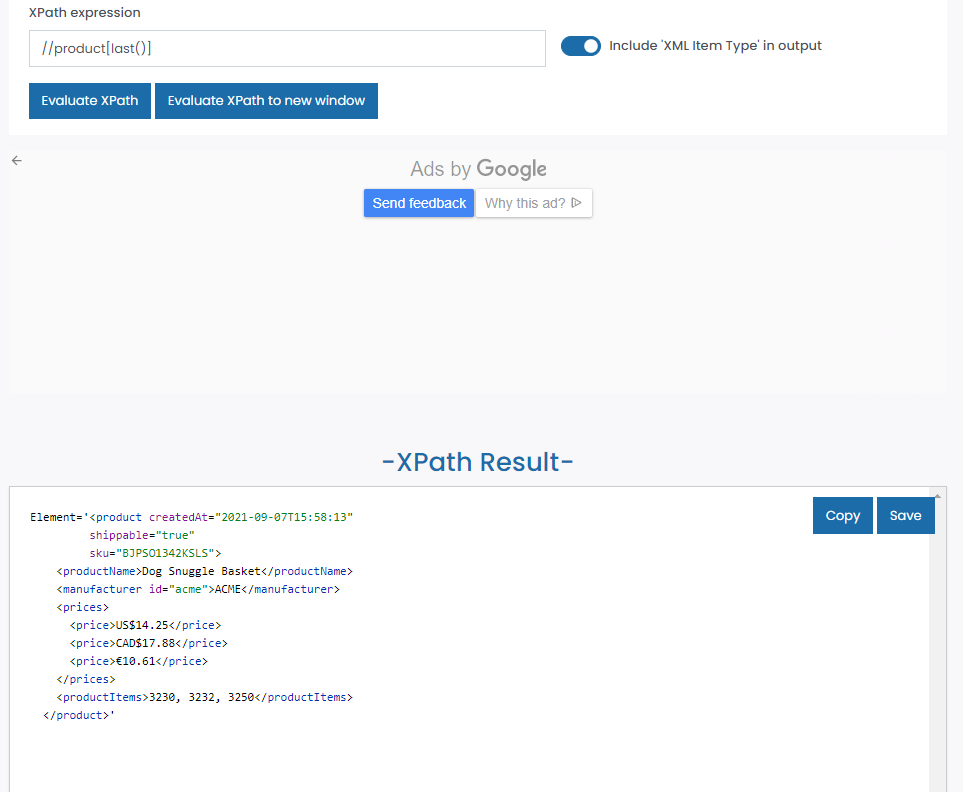 XPath expression
//product[last()]
Include 'XML Item Type' in output
Evaluate XPath
Evaluate XPath to new window
Ads by Google
Send feedback
Why this ad?
-XPath Result-
Copy
Save
Element='<product createdAt="2021-09-07T15:58:13"
shippable="true"
sku="BJPSO1342KSLS">
<productName>Dog Snuggle Basket</productName>
<manufacturer id="acme">ACME</manufacturer>
<prices>
<price>US$14.25</price>
<price>CAD$17.88</price>
<price>€10.61</price>
</prices>
<productItems>3230, 3232, 3250</productItems>
</product>'